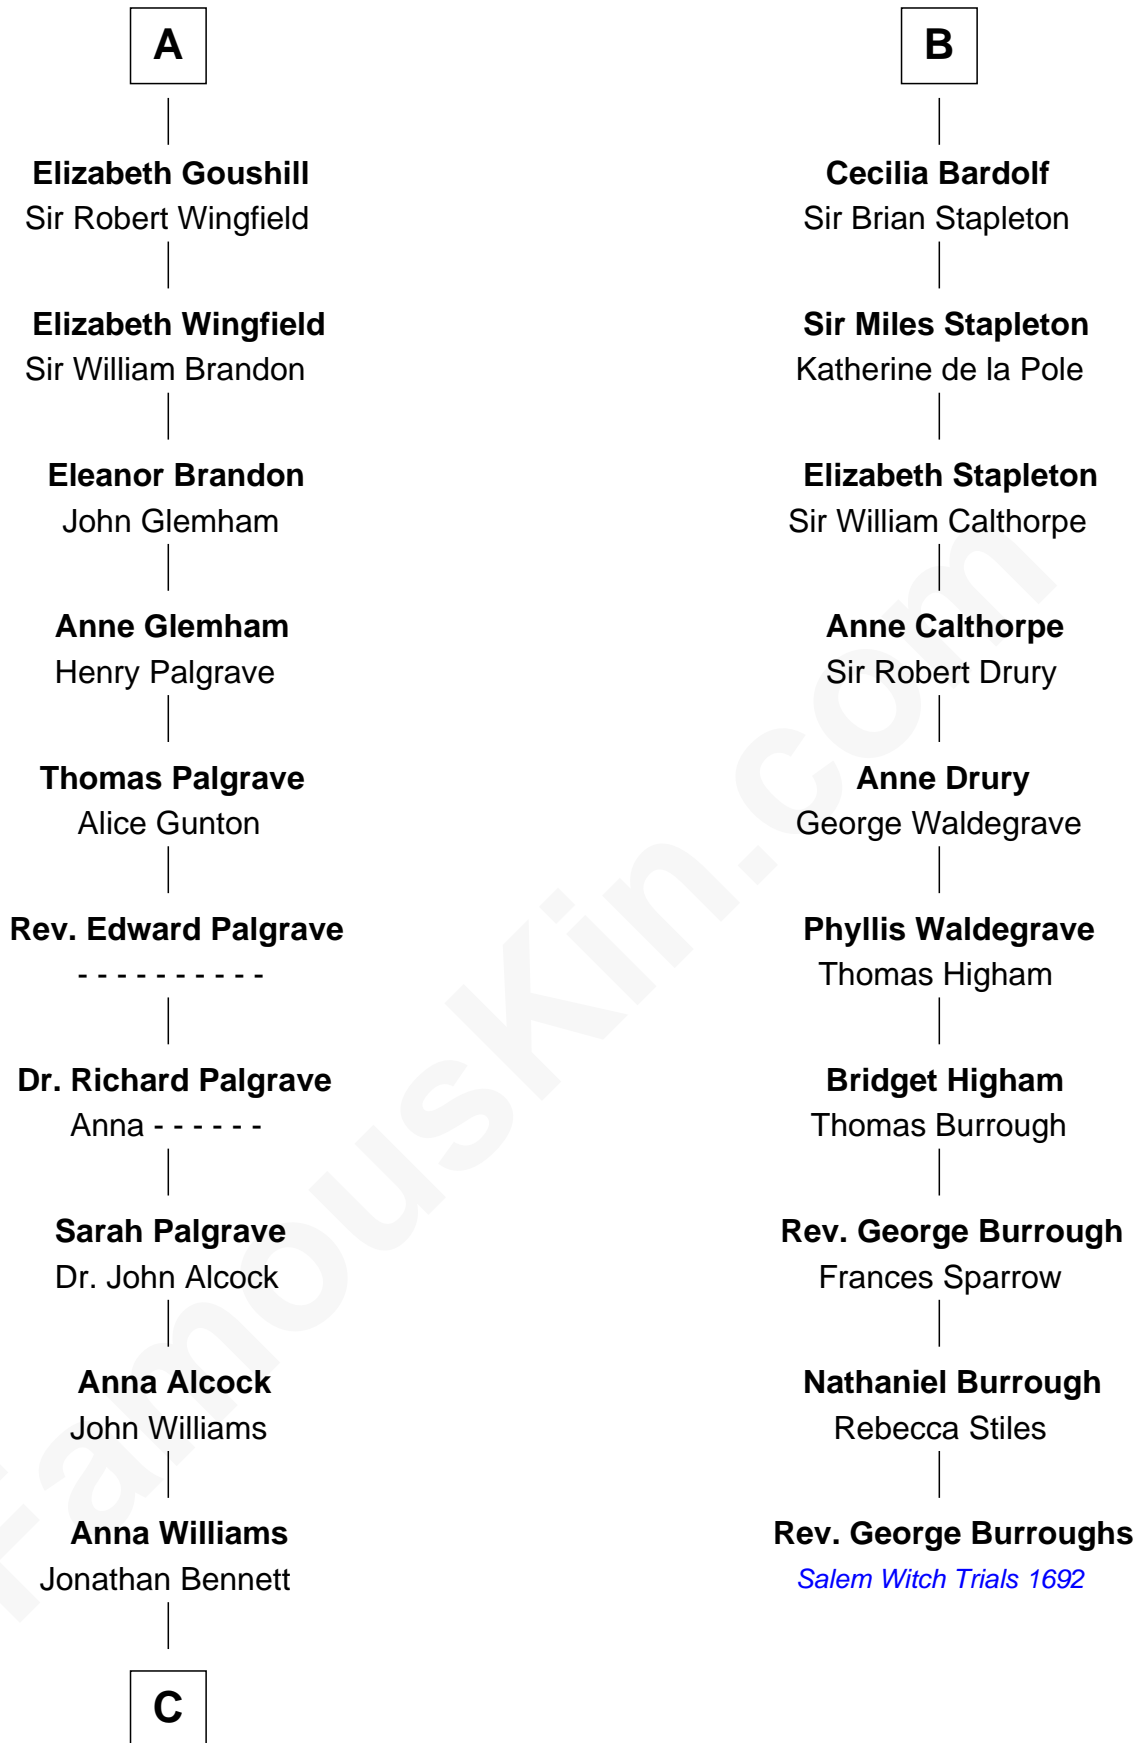 A
Elizabeth Goushill
Sir Robert Wingfield
Elizabeth Wingfield
Sir William Brandon
Eleanor Brandon
John Glemham
Anne Glemham
Henry Palgrave
Thomas Palgrave
Alice Gunton
Rev. Edward Palgrave
- - - - - - - - - -
Dr. Richard Palgrave
Anna - - - - - -
Sarah Palgrave
Dr. John Alcock
Anna Alcock
John Williams
Anna Williams
Jonathan Bennett
C
B
Cecilia Bardolf
Sir Brian Stapleton
Sir Miles Stapleton
Katherine de la Pole
Elizabeth Stapleton
Sir William Calthorpe
Anne Calthorpe
Sir Robert Drury
Anne Drury
George Waldegrave
Phyllis Waldegrave
Thomas Higham
Bridget Higham
Thomas Burrough
Rev. George Burrough
Frances Sparrow
Nathaniel Burrough
Rebecca Stiles
Rev. George Burroughs
Salem Witch Trials 1692
FamousKin.com